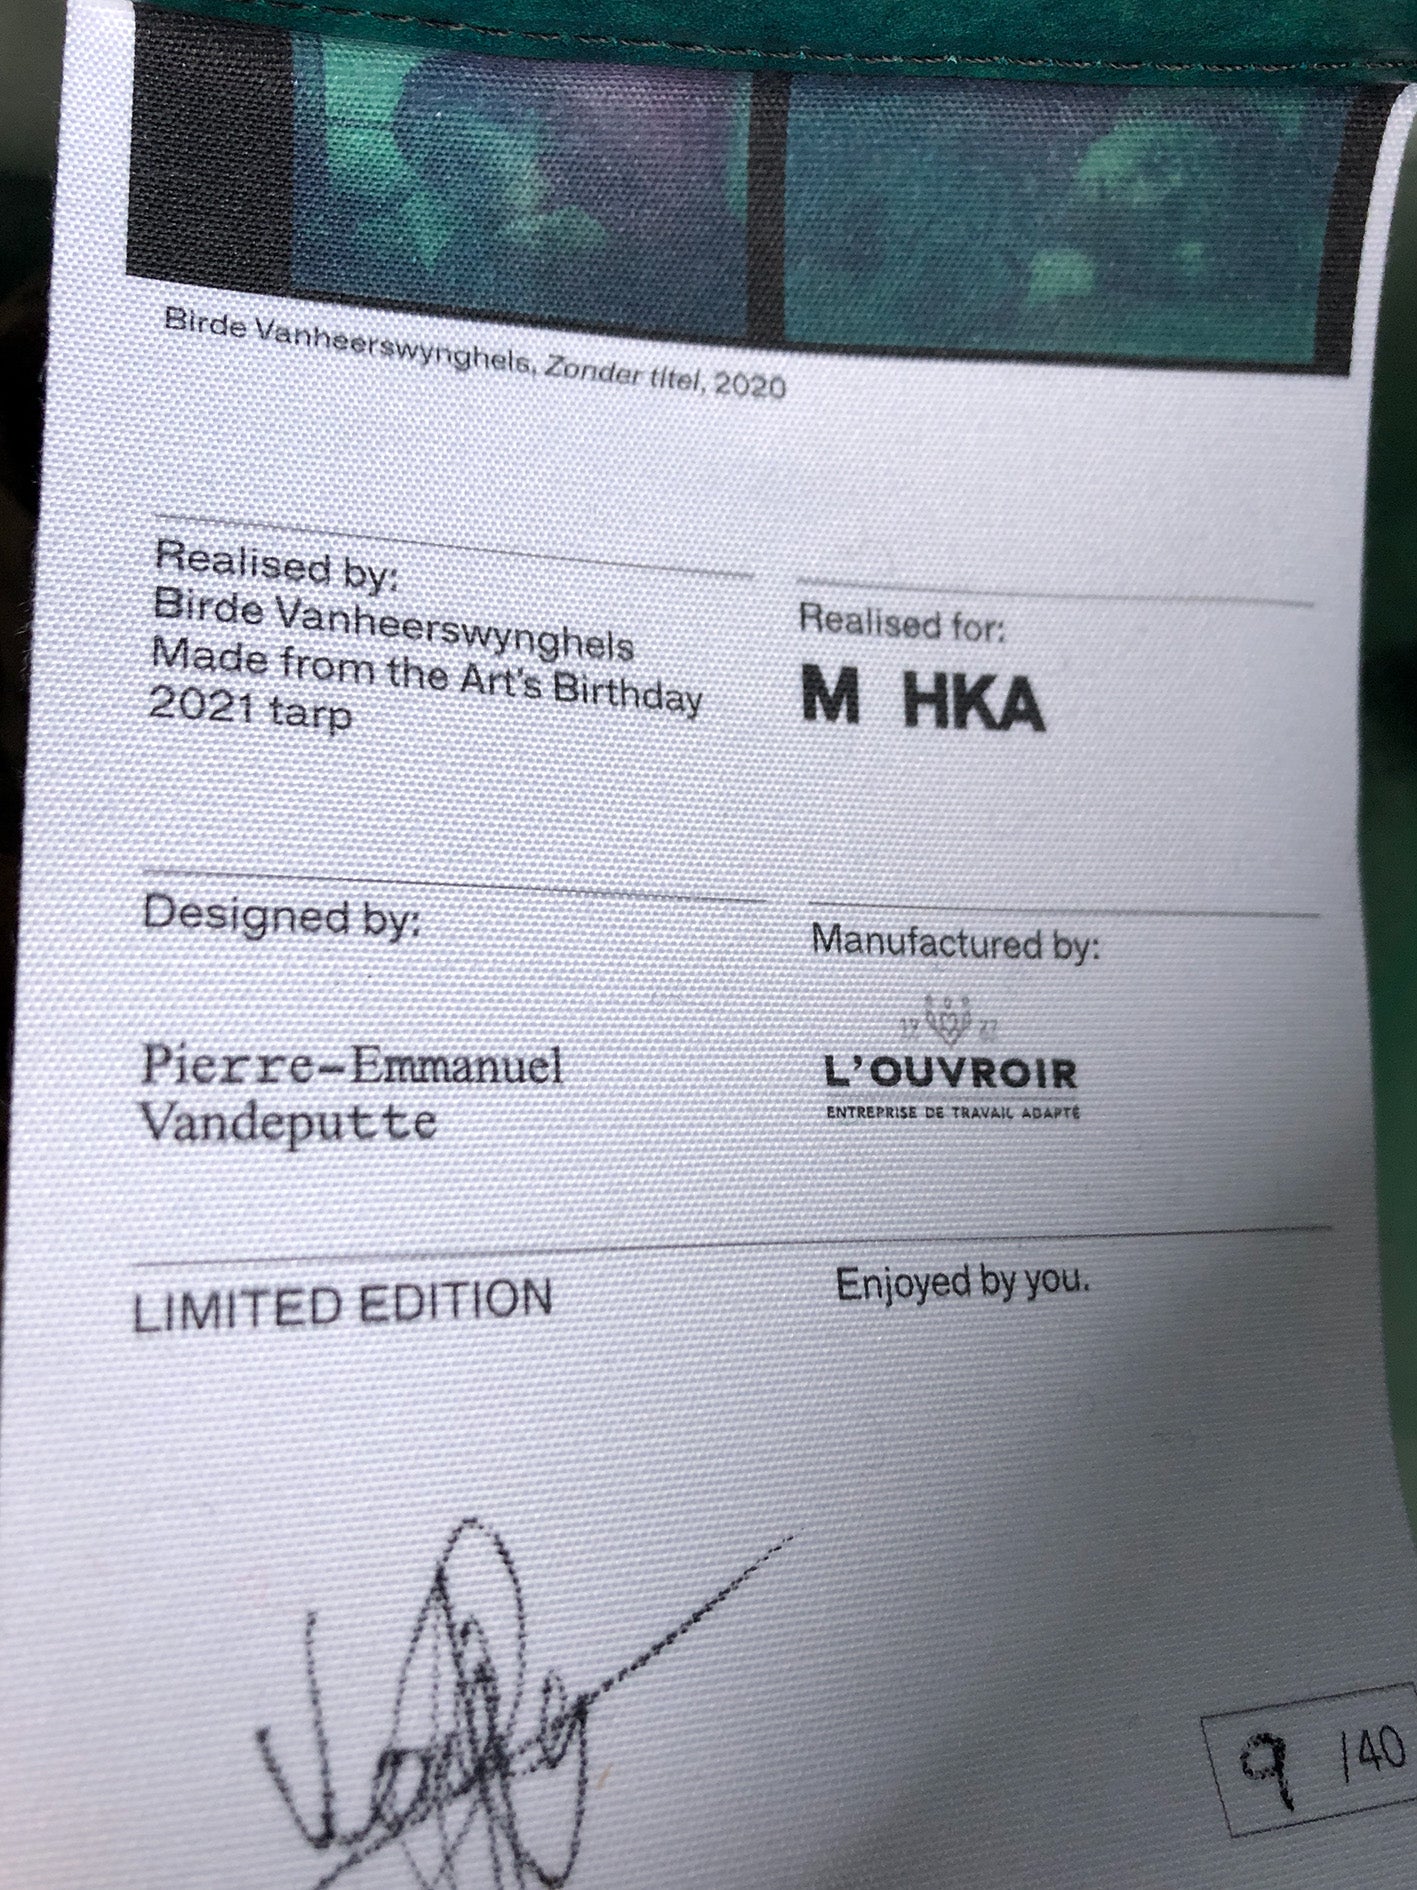 Birde Vanheerswynghels, Zonder titel, 2020
Realised by:
Birde Vanheerswynghels
Made from the Art's Birthday
2021 tarp
Realised for:
M HKA
Designed by:
Pierre-Emmanuel
Vandeputte
Manufactured by:
19 27
L'OUVROIR
ENTREPRISE DE TRAVAIL ADAPTÉ
LIMITED EDITION
Enjoyed by you.
9 /40